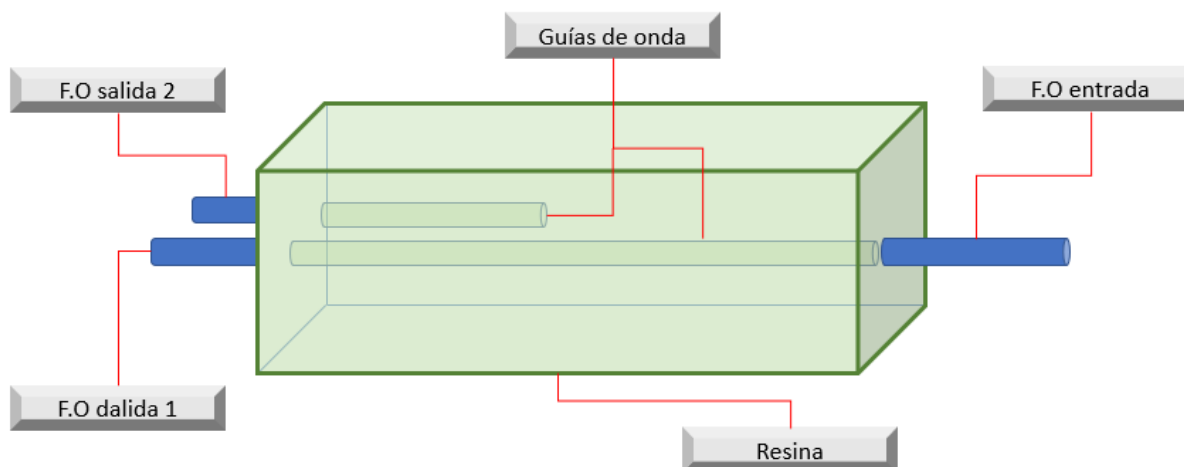 Guías de onda
F.O salida 2
F.O entrada
F.O dalida 1
Resina